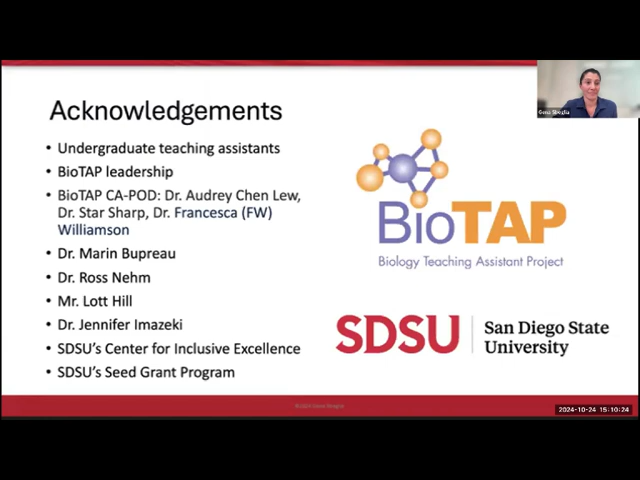 Acknowledgements
• Undergraduate teaching assistants
• BioTAP leadership
• BioTAP CA-POD: Dr. Audrey Chen Lew,
Dr. Star Sharp, Dr. Francesca (FW)
Williamson
• Dr. Marin Bupreau
• Dr. Ross Nehm
• Mr. Lott Hill
• Dr. Jennifer Imazeki
• SDSU's Center for Inclusive Excellence
• SDSU's Seed Grant Program
BioTAP
Biology Teaching Assistant Project
SDSU
San Diego State
University
Gena Sbeglia
2024-10-24 15:10:24